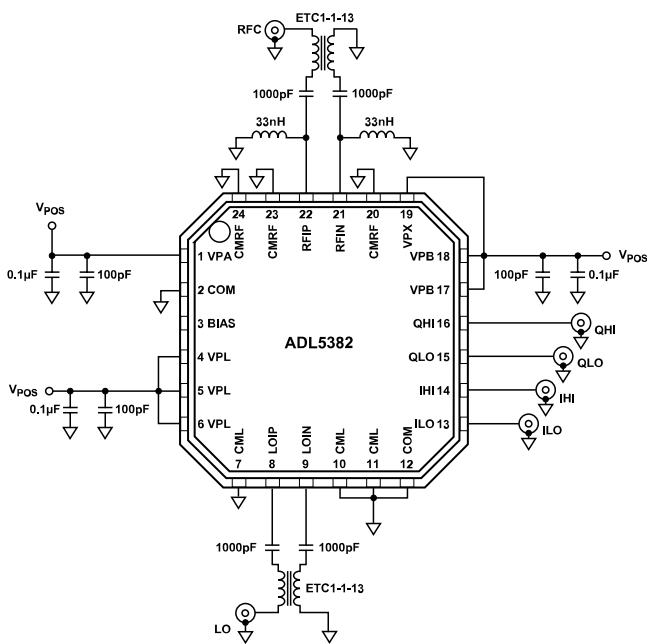 ETC1-1-13
RFC
1000pF
1000pF
33nH
33nH
24 23 22 21 20 19
CMRF CMRF RFIP RFIN CMRF VPX
VPOS
0.1µF
100pF
1 VPA
2 COM
3 BIAS
4 VPL
5 VPL
6 VPL
VPOS
0.1µF
100pF
ADL5382
VPB 18
VPB 17
QHI 16
QLO 15
IHI 14
ILO 13
100pF
0.1µF
VPOS
QHI
QLO
IHI
ILO
CML LOIP LOIN CML CML COM
7 8 9 10 11 12
1000pF
1000pF
ETC1-1-13
LO